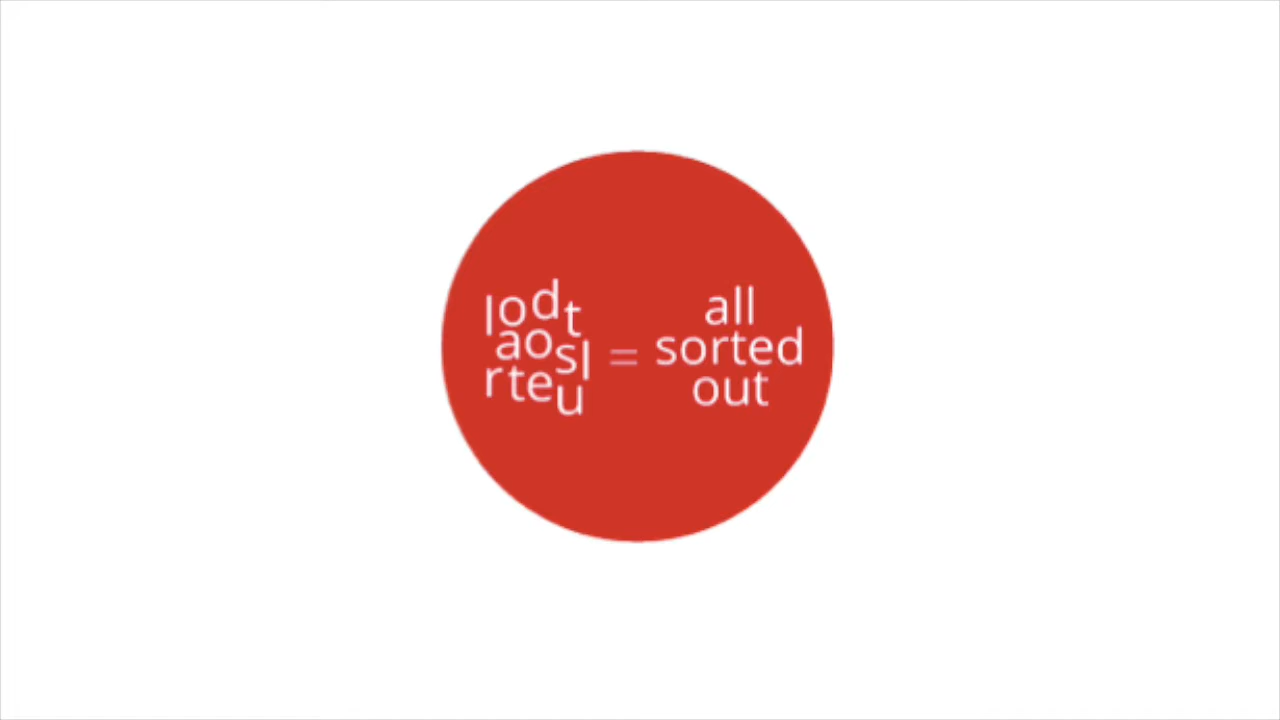 lodt
aosl
rteu
=
all
sorted
out